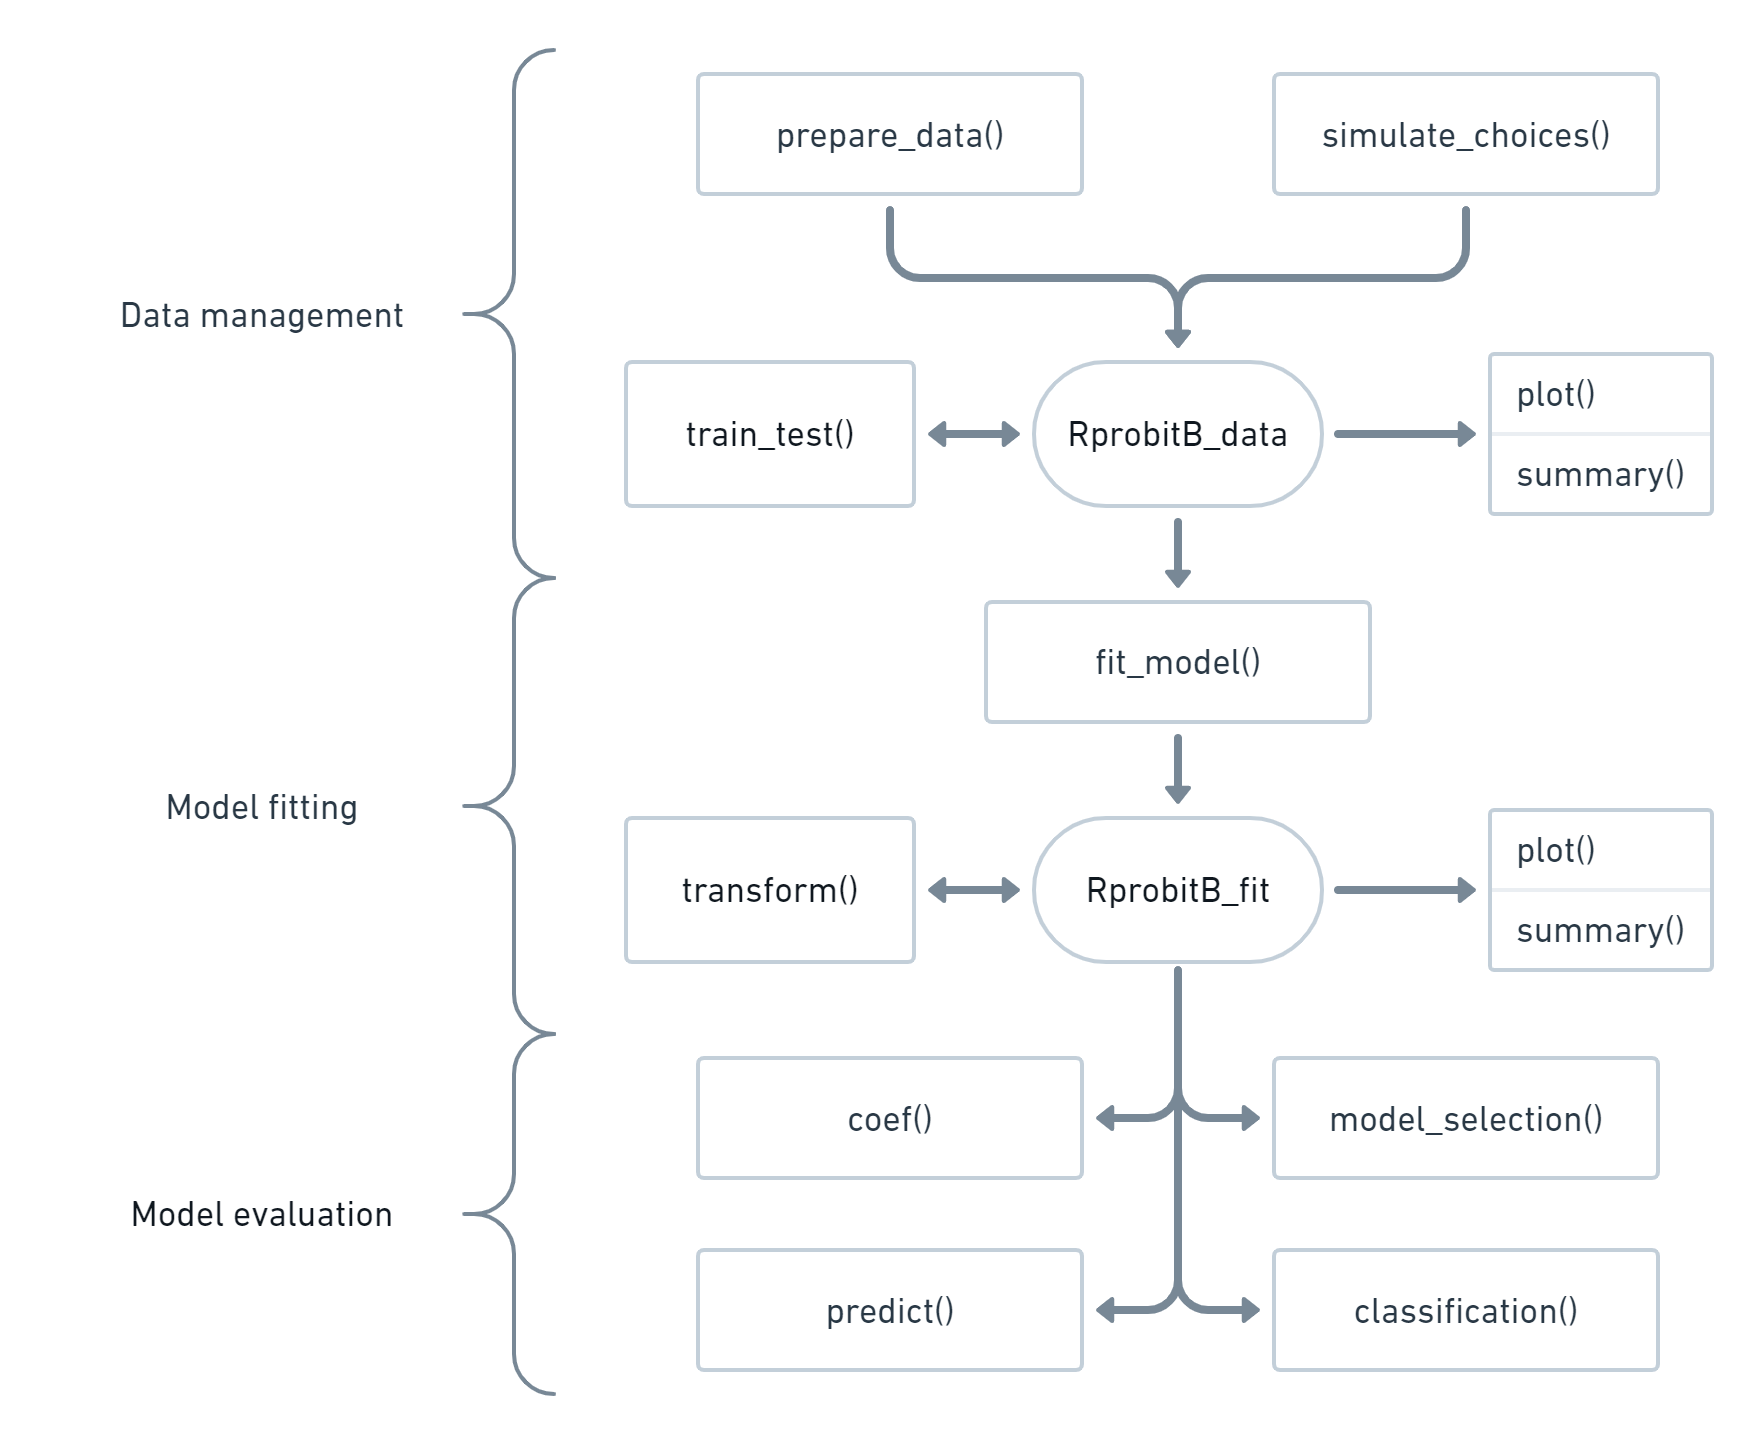 prepare_data()
simulate_choices()
Data management
train_test()
RprobitB_data
plot()
summary()
fit_model()
Model fitting
transform()
RprobitB_fit
plot()
summary()
coef()
model_selection()
Model evaluation
predict()
classification()